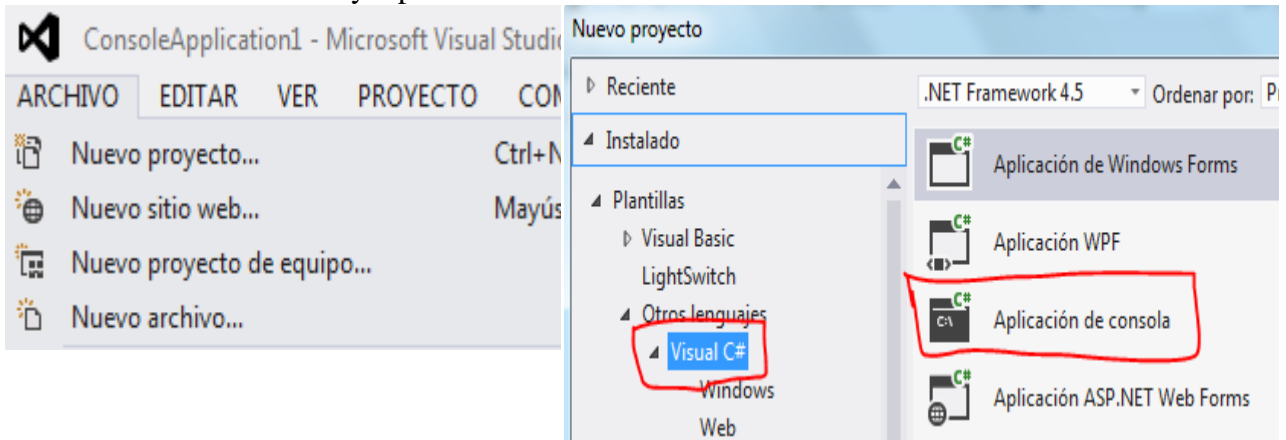 ConsoleApplication1 - Microsoft Visual Studio
ARCHIVO EDITAR VER PROYECTO
Nuevo proyecto... Ctrl+N
Nuevo sitio web... Mayús
Nuevo proyecto de equipo...
Nuevo archivo...
Nuevo proyecto
Reciente
.NET Framework 4.5 Ordenar por:
Instalado
Plantillas
Visual Basic
LightSwitch
Otros lenguajes
Visual C#
Windows
Web
C# Aplicación de Windows Forms
C# Aplicación WPF
C# C:\ Aplicación de consola
C# Aplicación ASP.NET Web Forms